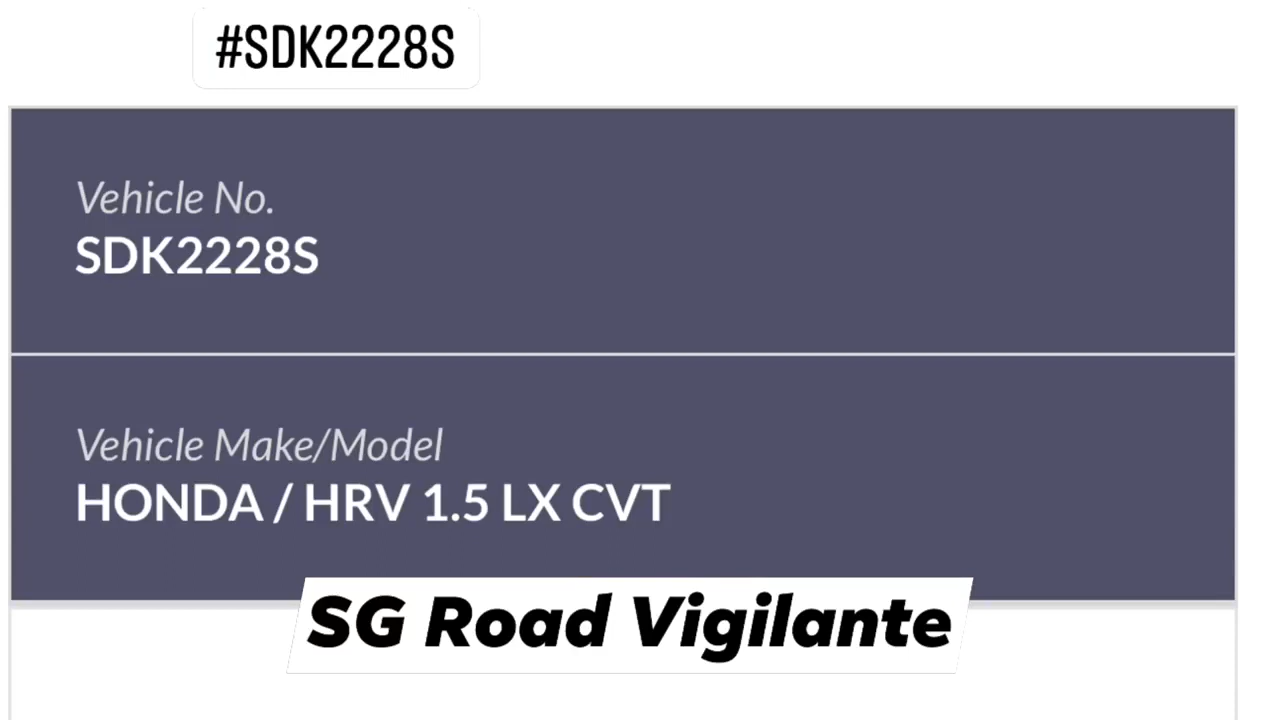 #SDK2228S
Vehicle No.
SDK2228S
Vehicle Make/Model
HONDA / HRV 1.5 LX CVT
SG Road Vigilante